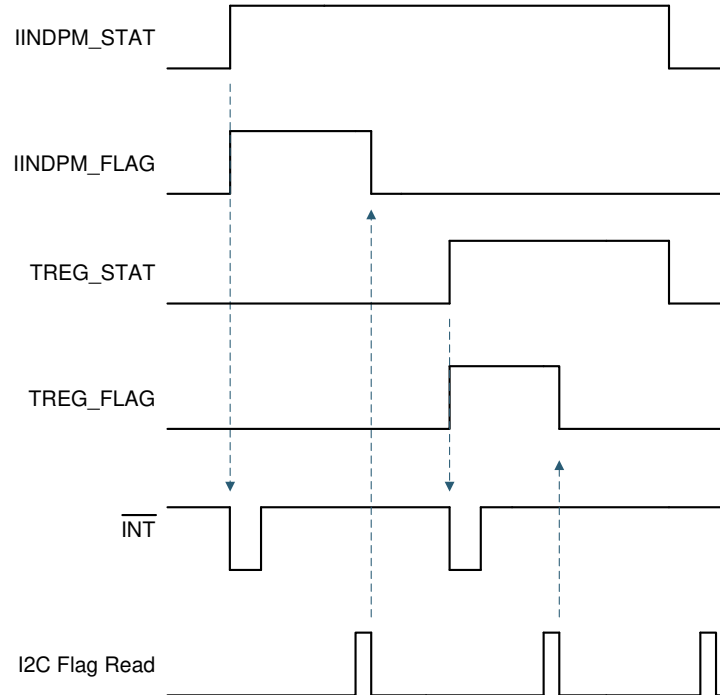 IINDPM_STAT
IINDPM_FLAG
TREG_STAT
TREG_FLAG
INT
I2C Flag Read